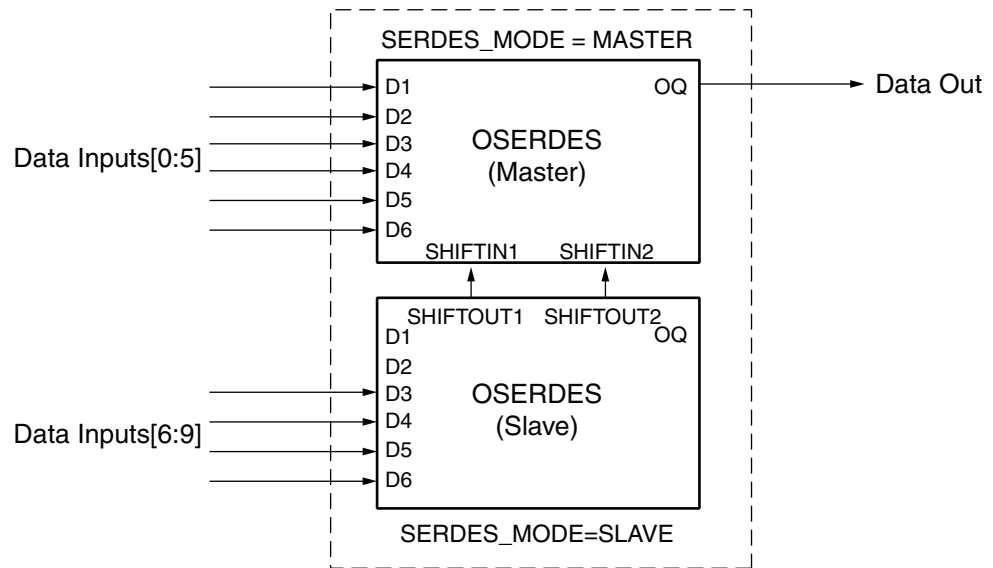 SERDES_MODE = MASTER
D1
OQ
Data Out
D2
D3
OSERDES
Data Inputs[0:5]
D4
(Master)
D5
D6
SHIFTIN1 SHIFTIN2
SHIFTOUT1 SHIFTOUT2
D1
OQ
D2
D3
OSERDES
D4
(Slave)
Data Inputs[6:9]
D5
D6
SERDES_MODE=SLAVE